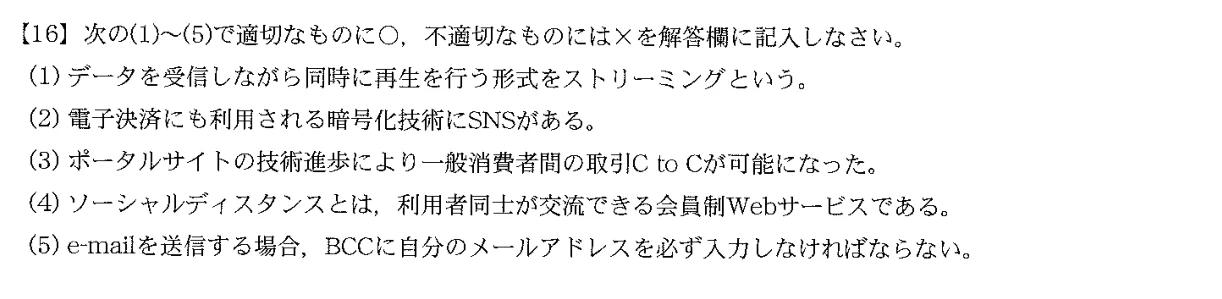 【16】次の(1)～(5)で適切なものに○，不適切なものには×を解答欄に記入しなさい。
(1) データを受信しながら同時に再生を行う形式をストリーミングという。
(2) 電子決済にも利用される暗号化技術にSNSがある。
(3) ポータルサイトの技術進歩により一般消費者間の取引C to Cが可能になった。
(4) ソーシャルディスタンスとは，利用者同士が交流できる会員制Webサービスである。
(5) e-mailを送信する場合，BCCに自分のメールアドレスを必ず入力しなければならない。